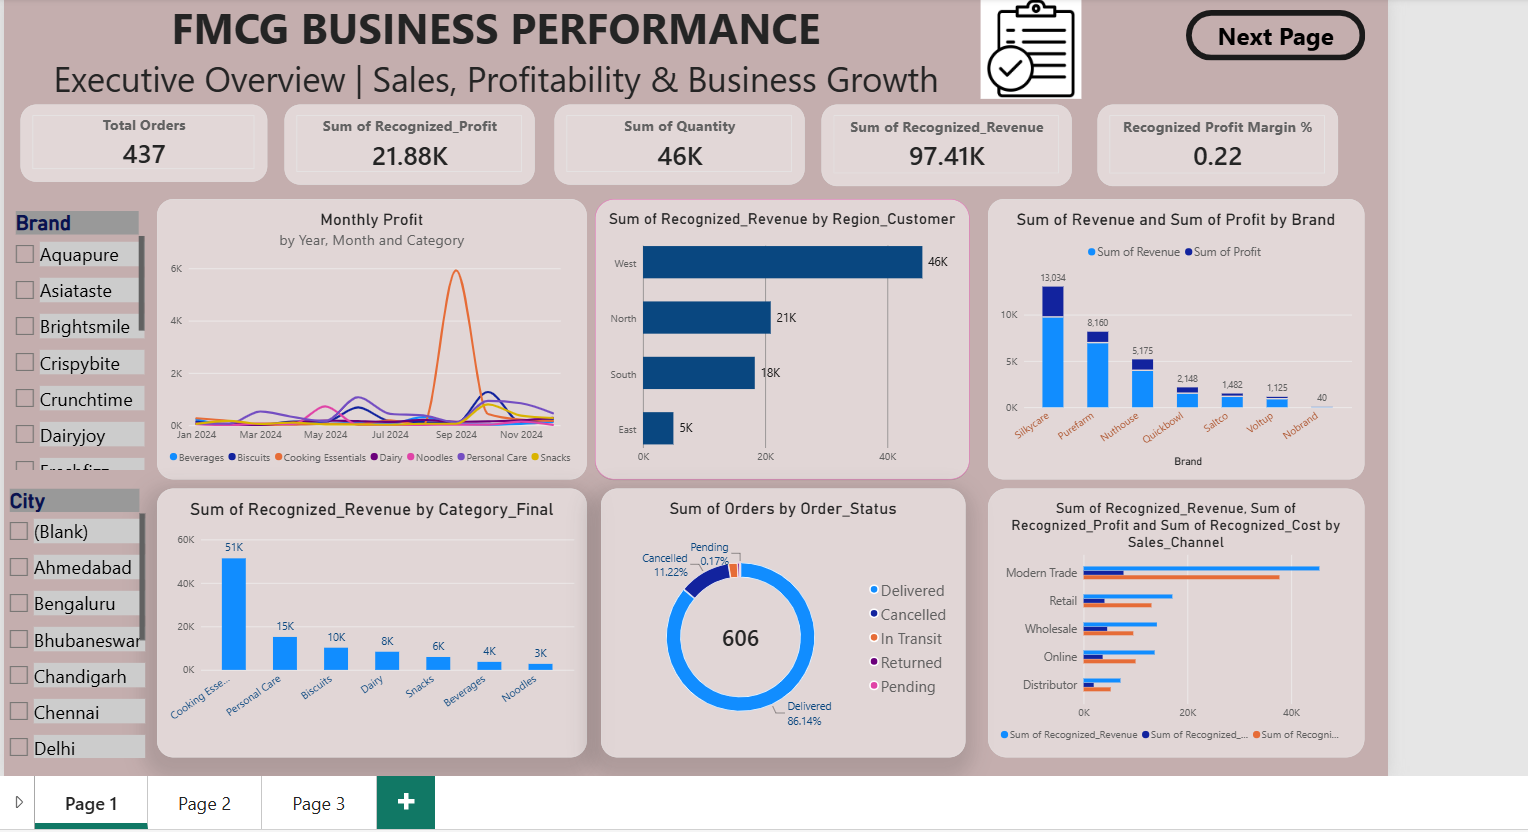 FMCG BUSINESS PERFORMANCE
Executive Overview | Sales, Profitability & Business Growth
Next Page
Total Orders
437
Sum of Recognized_Profit
21.88K
Sum of Quantity
46K
Sum of Recognized_Revenue
97.41K
Recognized Profit Margin %
0.22
Brand
Aquapure
Asiataste
Brightsmile
Crispybite
Crunchtime
Dairyjoy
Monthly Profit
by Year, Month and Category
6K
4K
2K
0K
Jan 2024 Mar 2024 May 2024 Jul 2024 Sep 2024 Nov 2024
Beverages Biscuits Cooking Essentials Dairy Noodles Personal Care Snacks
Sum of Recognized_Revenue by Region_Customer
West 46K
North 21K
South 18K
East 5K
0K 20K 40K
Sum of Revenue and Sum of Profit by Brand
Sum of Revenue Sum of Profit
13,034
8,160
5,175
2,148
1,482
1,125
40
10K
5K
0K
Silkycare Purefarm Nuthouse Quickbowl Saltco Voltup Nobrand
Brand
City
(Blank)
Ahmedabad
Bengaluru
Bhubaneswar
Chandigarh
Chennai
Delhi
Sum of Recognized_Revenue by Category_Final
60K
40K
20K
0K
51K
15K
10K
8K
6K
4K
3K
Cooking Esse... Personal Care Biscuits Dairy Snacks Beverages Noodles
Sum of Orders by Order_Status
Pending
0.17%
Cancelled
11.22%
606
Delivered
86.14%
Delivered
Cancelled
In Transit
Returned
Pending
Sum of Recognized_Revenue, Sum of
Recognized_Profit and Sum of Recognized_Cost by
Sales_Channel
Modern Trade
Retail
Wholesale
Online
Distributor
0K 20K 40K
Sum of Recognized_Revenue Sum of Recognized_... Sum of Recogni...
Page 1 Page 2 Page 3 +